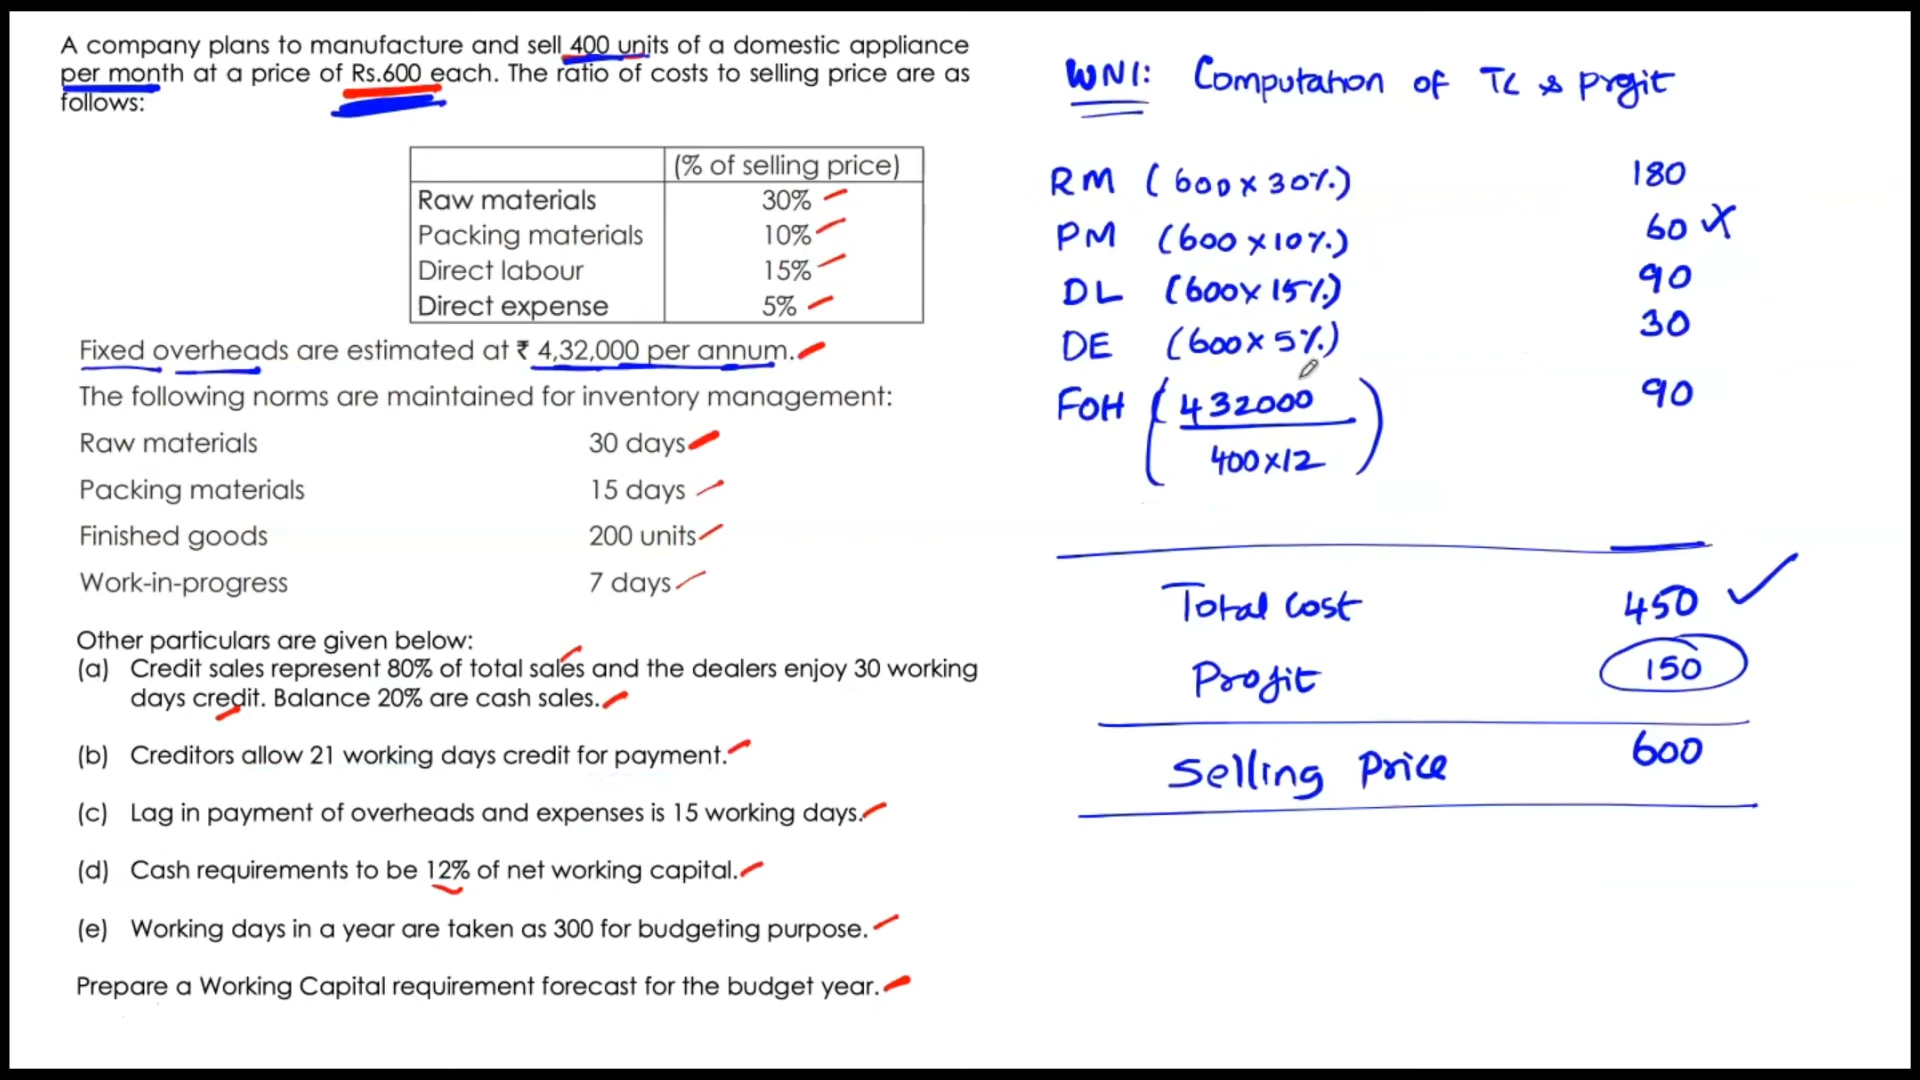 A company plans to manufacture and sell 400 units of a domestic appliance
per month at a price of Rs.600 each. The ratio of costs to selling price are as
follows:
(% of selling price)
Raw materials 30%
Packing materials 10%
Direct labour 15%
Direct expense 5%
Fixed overheads are estimated at ₹ 4,32,000 per annum.
The following norms are maintained for inventory management:
Raw materials 30 days
Packing materials 15 days
Finished goods 200 units
Work-in-progress 7 days
Other particulars are given below:
(a) Credit sales represent 80% of total sales and the dealers enjoy 30 working
days credit. Balance 20% are cash sales.
(b) Creditors allow 21 working days credit for payment.
(c) Lag in payment of overheads and expenses is 15 working days.
(d) Cash requirements to be 12% of net working capital.
(e) Working days in a year are taken as 300 for budgeting purpose.
Prepare a Working Capital requirement forecast for the budget year.
WN1: Computation of TC & Profit
RM (600 x 30%) 180
PM (600 x 10%) 60
DL (600 x 15%) 90
DE (600 x 5%) 30
FOH (432000 90
400 x 12)
Total Cost 450
Profit 150
Selling Price 600